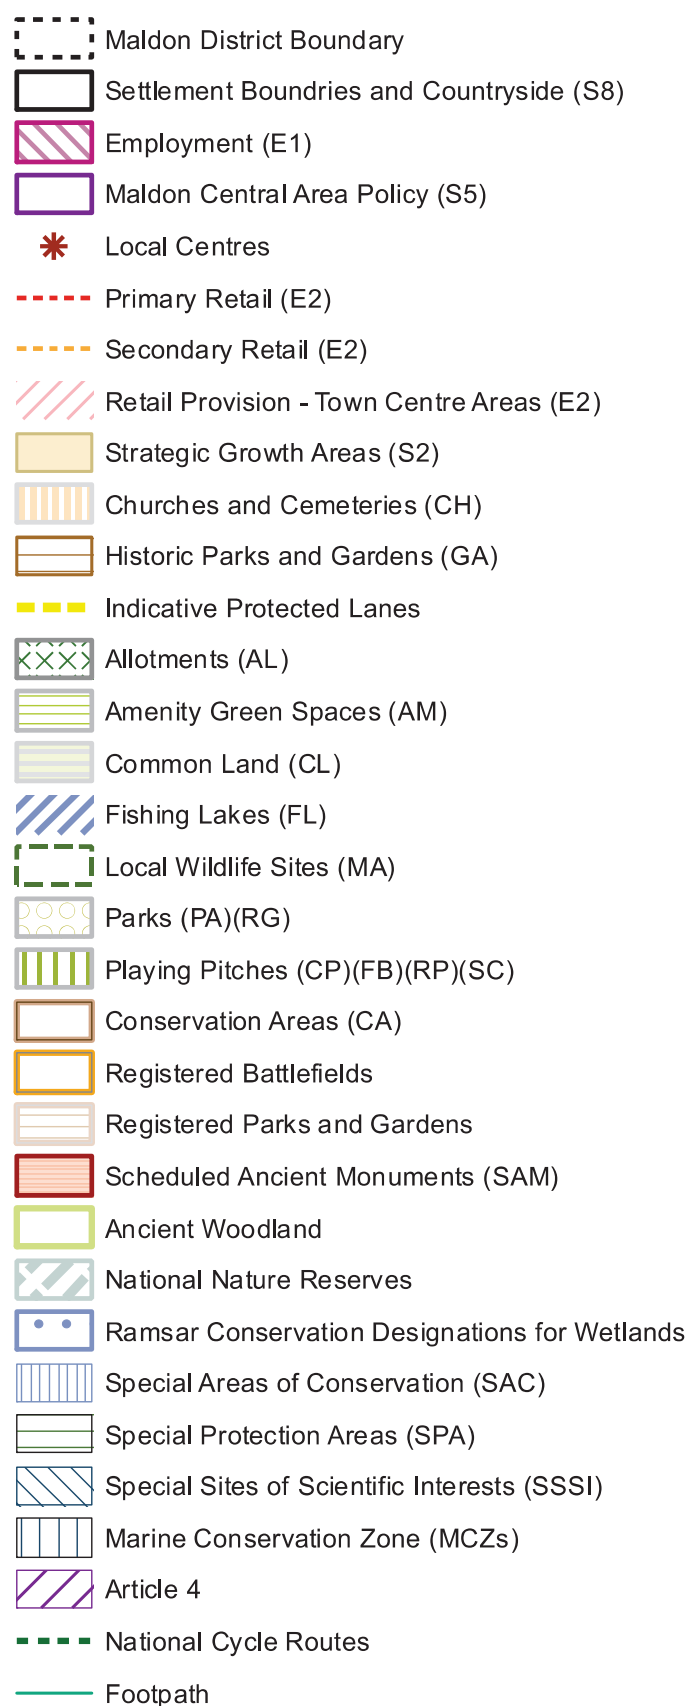 Maldon District Boundary
Settlement Boundries and Countryside (S8)
Employment (E1)
Maldon Central Area Policy (S5)
Local Centres
Primary Retail (E2)
Secondary Retail (E2)
Retail Provision - Town Centre Areas (E2)
Strategic Growth Areas (S2)
Churches and Cemeteries (CH)
Historic Parks and Gardens (GA)
Indicative Protected Lanes
Allotments (AL)
Amenity Green Spaces (AM)
Common Land (CL)
Fishing Lakes (FL)
Local Wildlife Sites (MA)
Parks (PA)(RG)
Playing Pitches (CP)(FB)(RP)(SC)
Conservation Areas (CA)
Registered Battlefields
Registered Parks and Gardens
Scheduled Ancient Monuments (SAM)
Ancient Woodland
National Nature Reserves
Ramsar Conservation Designations for Wetlands
Special Areas of Conservation (SAC)
Special Protection Areas (SPA)
Special Sites of Scientific Interests (SSSI)
Marine Conservation Zone (MCZs)
Article 4
National Cycle Routes
Footpath